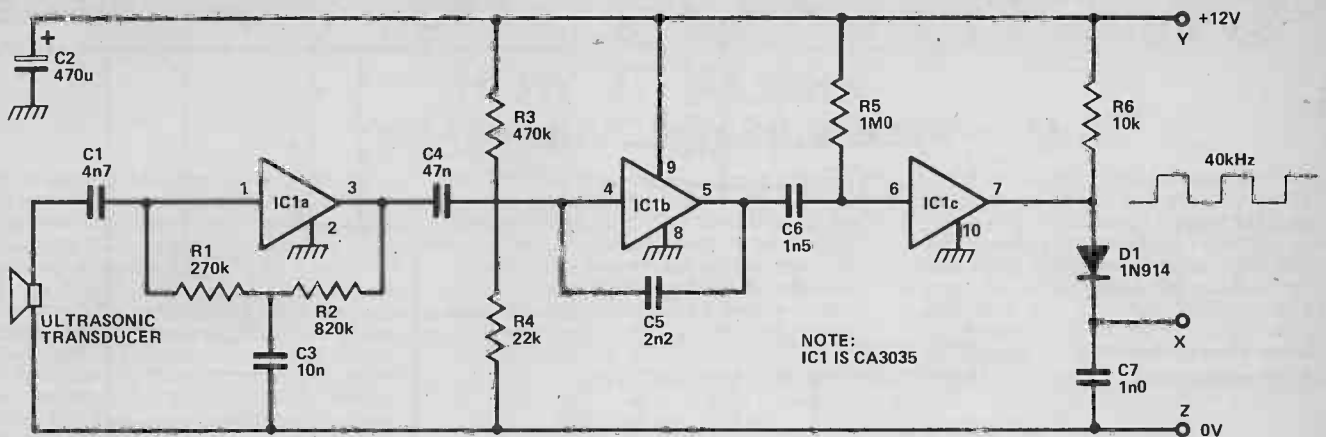 +12V
Y
+
C2
470u
R3
470k
R5
1M0
R6
10k
C1
4n7
C4
47n
9
40kHz
1
IC1a
3
2
4
IC1b
5
8
6
IC1c
7
10
C6
1n5
R1
270k
R2
820k
D1
1N914
ULTRASONIC
TRANSDUCER
R4
22k
C5
2n2
X
C3
10n
NOTE:
IC1 IS CA3035
C7
1n0
Z
0V